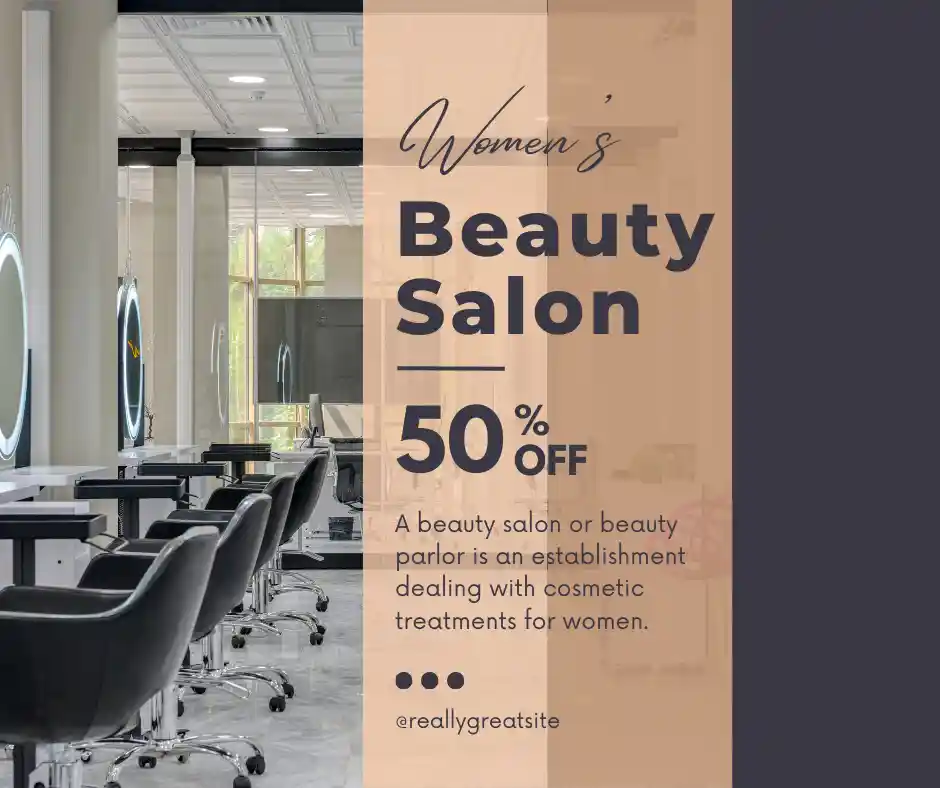 Women's
Beauty
Salon
50%
OFF
A beauty salon or beauty
parlor is an establishment
dealing with cosmetic
treatments for women.
@reallygreatsite